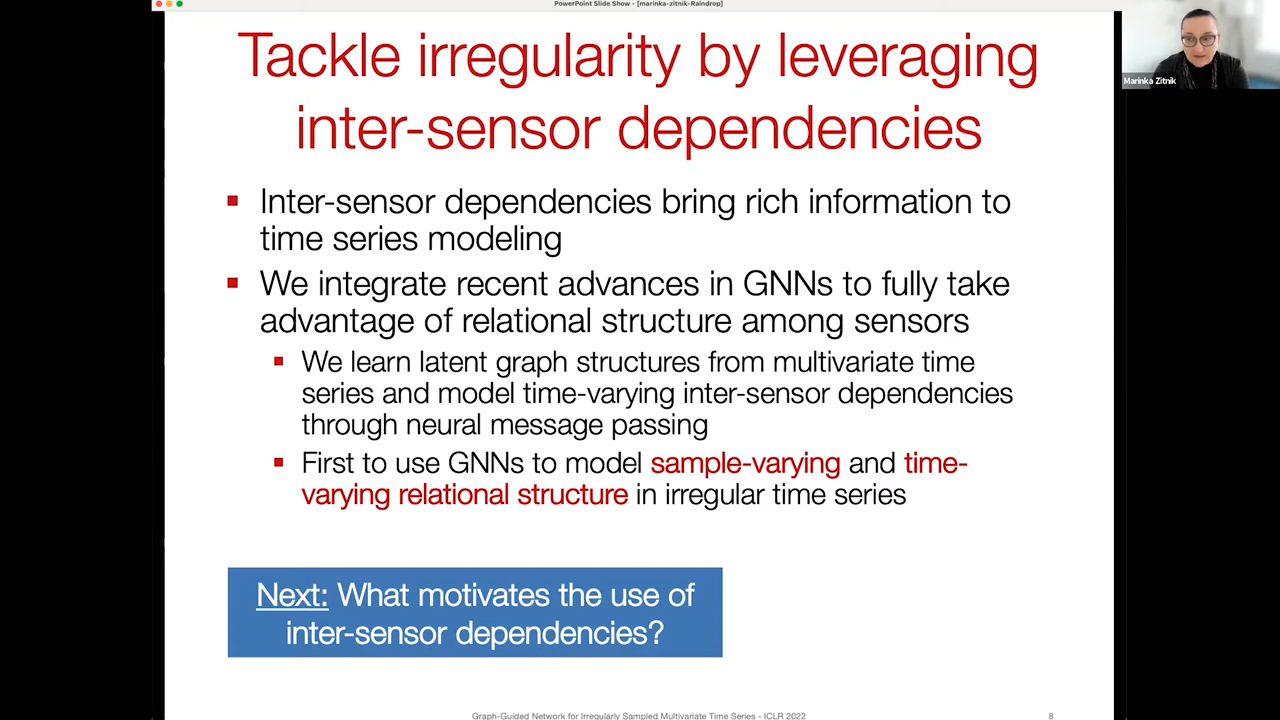 PowerPoint Slide Show - [marinka-zitnik-Raindrop]
Tackle irregularity by leveraging
inter-sensor dependencies
Marinka Zitnik
▪ Inter-sensor dependencies bring rich information to
time series modeling
▪ We integrate recent advances in GNNs to fully take
advantage of relational structure among sensors
▪ We learn latent graph structures from multivariate time
series and model time-varying inter-sensor dependencies
through neural message passing
▪ First to use GNNs to model sample-varying and time-
varying relational structure in irregular time series
Next: What motivates the use of
inter-sensor dependencies?
Graph-Guided Network for Irregularly Sampled Multivariate Time Series - ICLR 2022
8